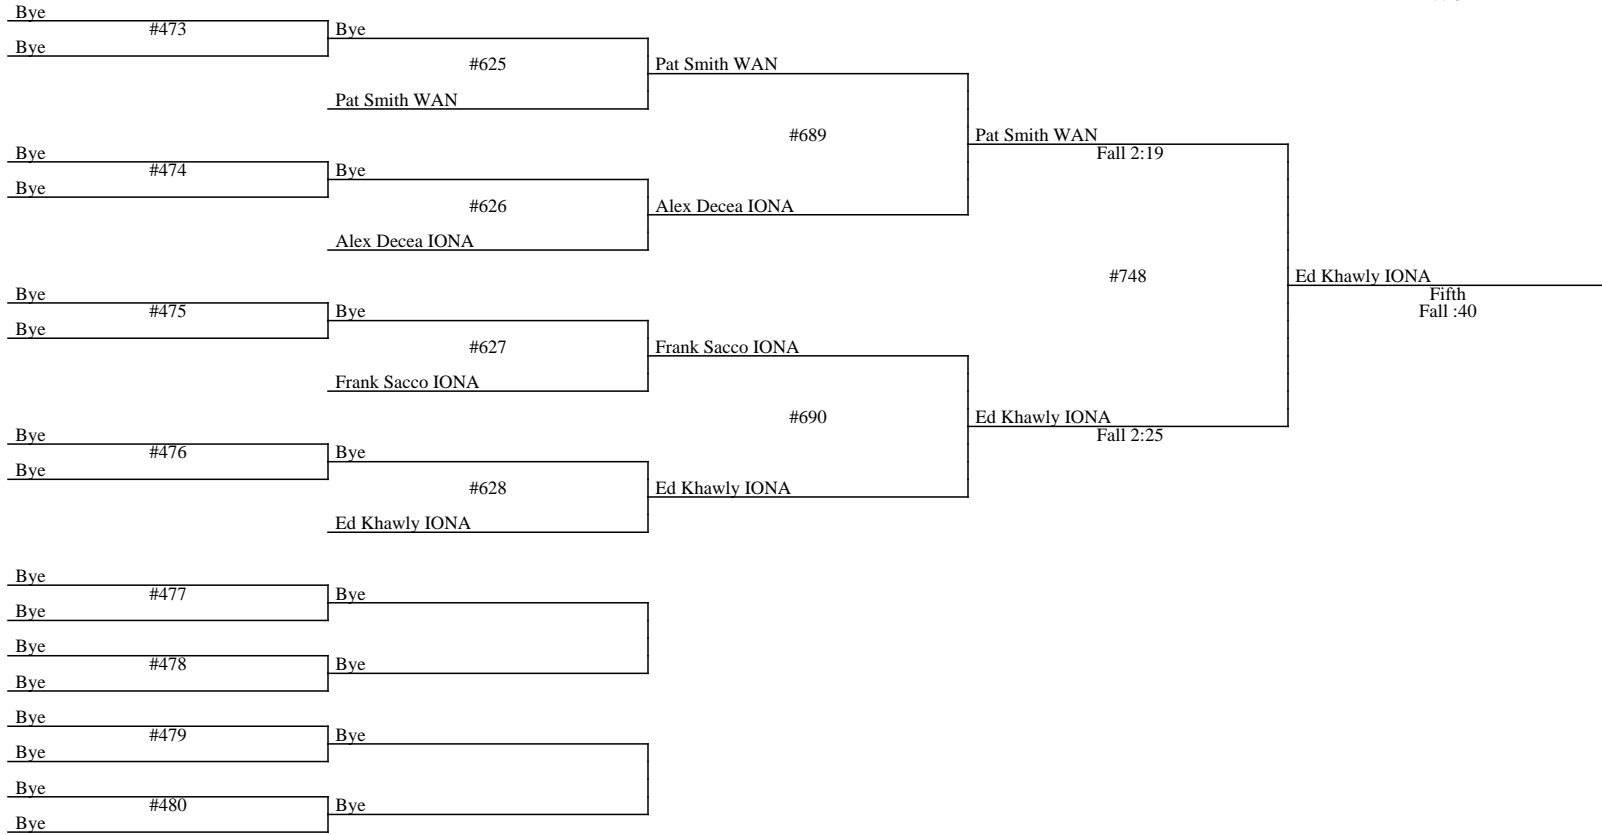 Bye
#473
Bye
Bye
#625
Pat Smith WAN
Pat Smith WAN
#689
Pat Smith WAN
Fall 2:19
Bye
#474
Bye
Bye
#626
Alex Decea IONA
Alex Decea IONA
#748
Ed Khawly IONA
Fifth
Fall :40
Bye
#475
Bye
Bye
#627
Frank Sacco IONA
Frank Sacco IONA
#690
Ed Khawly IONA
Fall 2:25
Bye
#476
Bye
Bye
#628
Ed Khawly IONA
Ed Khawly IONA
Bye
#477
Bye
Bye
Bye
#478
Bye
Bye
Bye
#479
Bye
Bye
Bye
#480
Bye
Bye